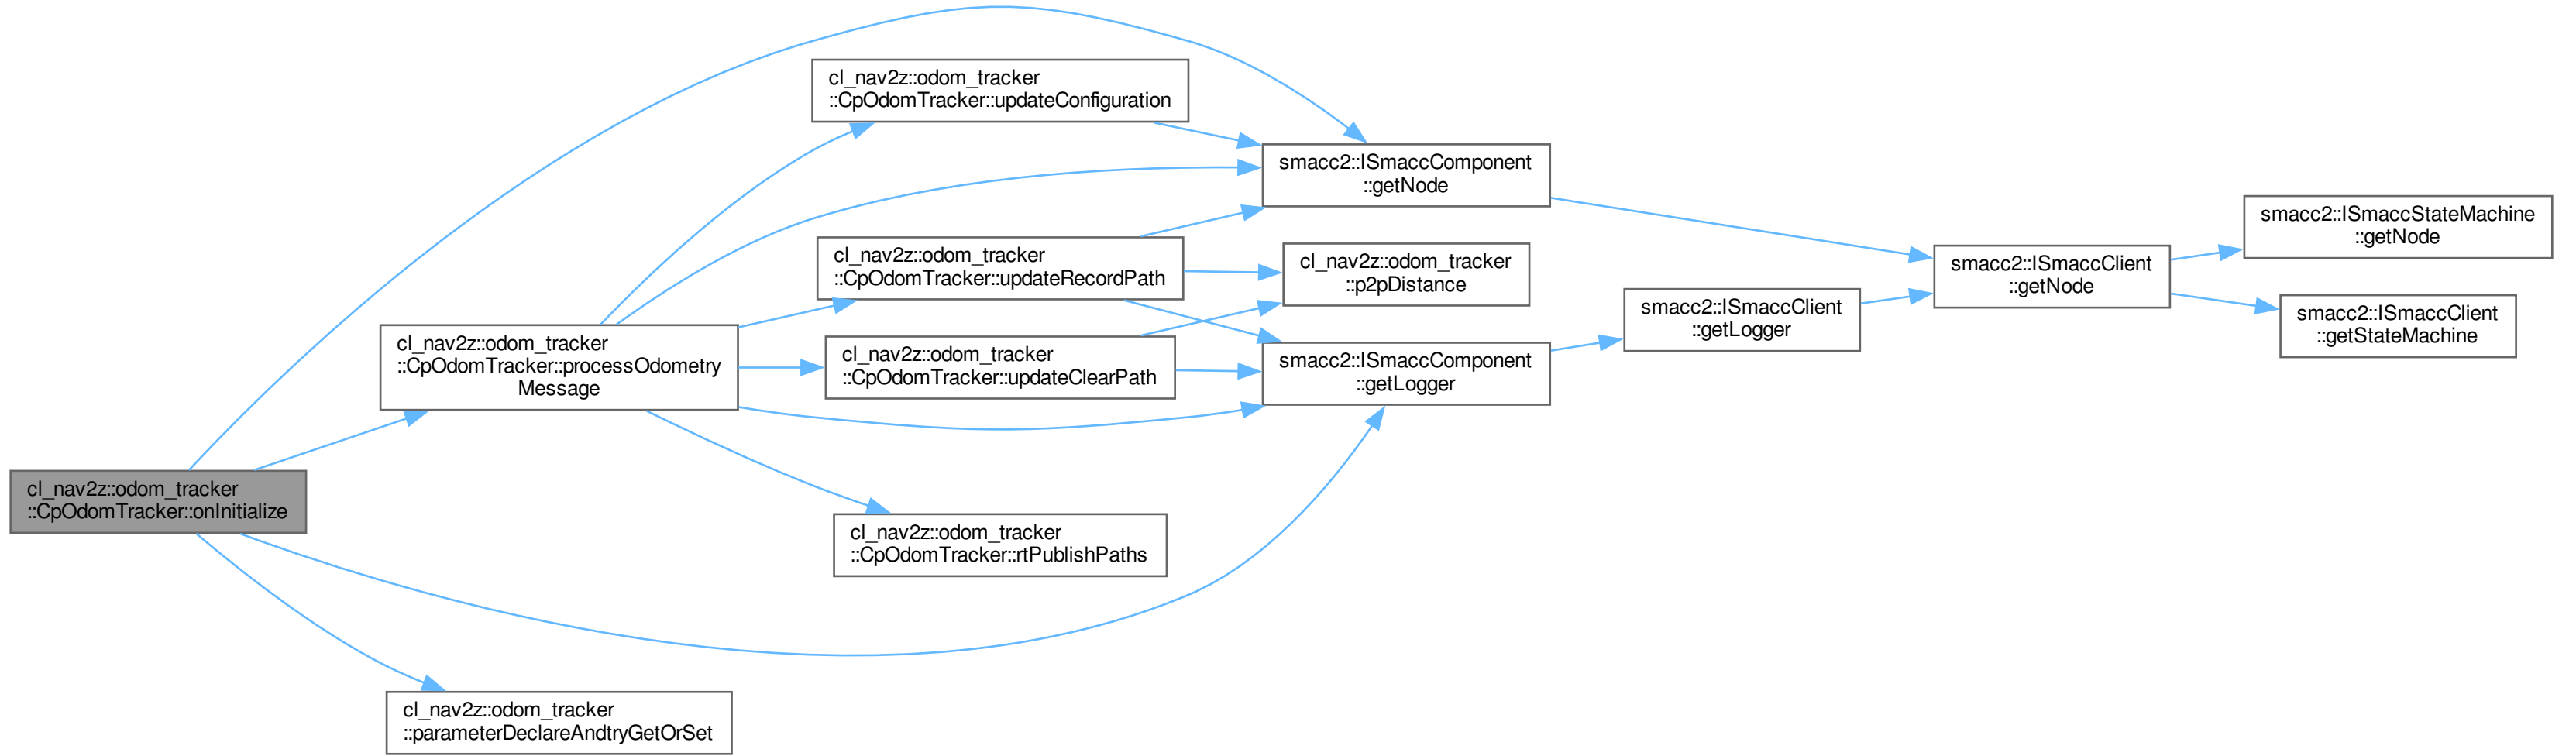 cl_nav2z::odom_tracker
::CpOdomTracker::onInitialize
cl_nav2z::odom_tracker
::CpOdomTracker::processOdometry
Message
cl_nav2z::odom_tracker
::parameterDeclareAndtryGetOrSet
cl_nav2z::odom_tracker
::CpOdomTracker::updateConfiguration
cl_nav2z::odom_tracker
::CpOdomTracker::updateRecordPath
cl_nav2z::odom_tracker
::CpOdomTracker::updateClearPath
cl_nav2z::odom_tracker
::CpOdomTracker::rtPublishPaths
smacc2::ISmaccComponent
::getNode
cl_nav2z::odom_tracker
::p2pDistance
smacc2::ISmaccComponent
::getLogger
smacc2::ISmaccClient
::getLogger
smacc2::ISmaccClient
::getNode
smacc2::ISmaccStateMachine
::getNode
smacc2::ISmaccClient
::getStateMachine